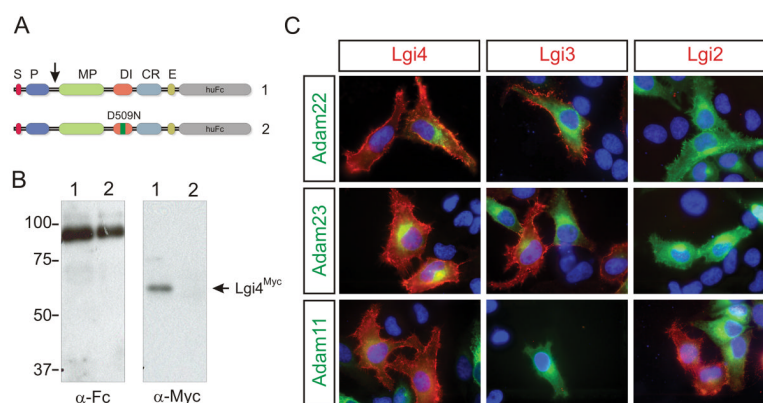 A
S P MP DI CR E
huFc 1
D509N
huFc 2
B
1 2 1 2
100
75
50
37
Lgi4Myc
α-Fc α-Myc
C
Lgi4 Lgi3 Lgi2
Adam22
Adam23
Adam11